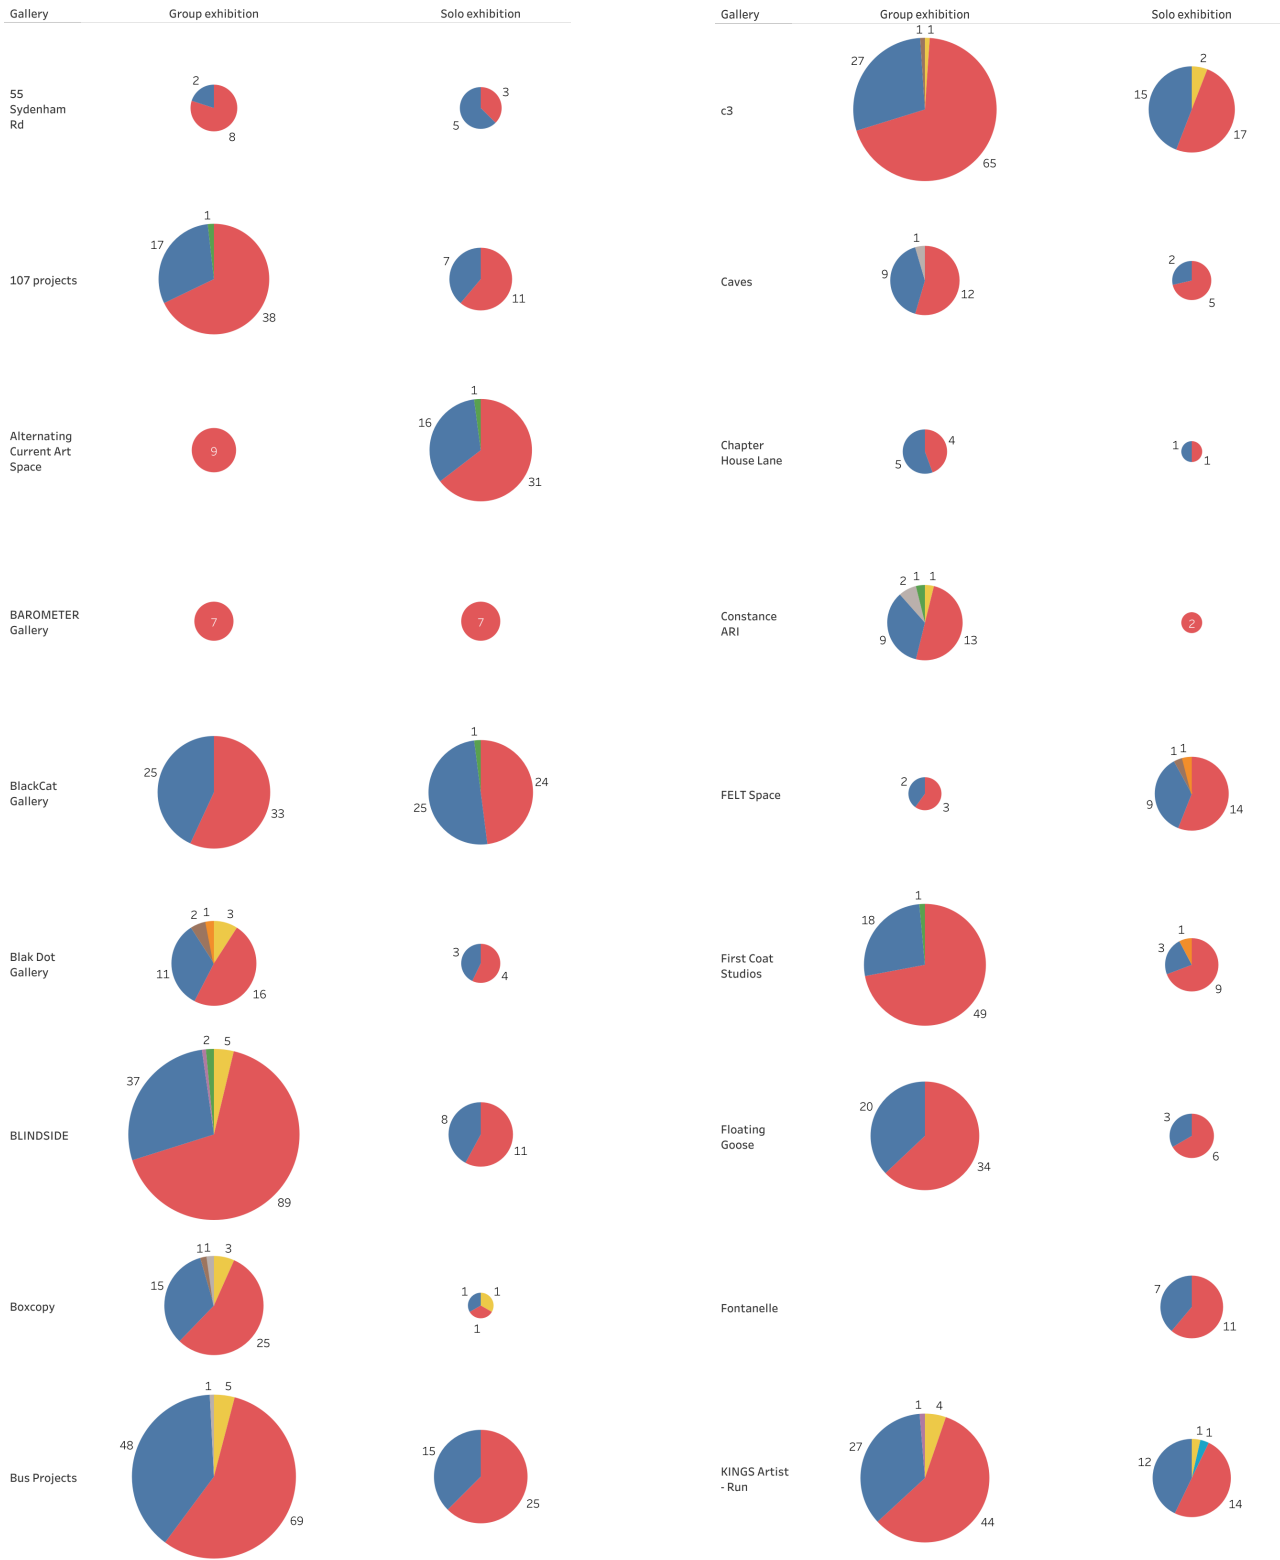 Gallery Group exhibition Solo exhibition
55
Sydenham
Rd
2
8
3
5
107 projects
1
17
38
7
11
Alternating
Current Art
Space
9
1
16
31
BAROMETER
Gallery
7
7
BlackCat
Gallery
25
33
1
24
25
Blak Dot
Gallery
2 1 3
11
16
3
4
BLINDSIDE
2 5
37
89
8
11
Boxcopy
1 1 3
15
25
1 1
1
Bus Projects
1 5
48
69
15
25
Gallery Group exhibition Solo exhibition
c3
1 1
27
65
2
15
17
Caves
1
9
12
2
5
Chapter
House Lane
4
5
1
1
Constance
ARI
2 1 1
9
13
2
FELT Space
2
3
1 1
9
14
First Coat
Studios
1
18
49
1
3
9
Floating
Goose
20
34
3
6
Fontanelle
7
11
KINGS Artist
- Run
1 4
27
44
1 1
12
14